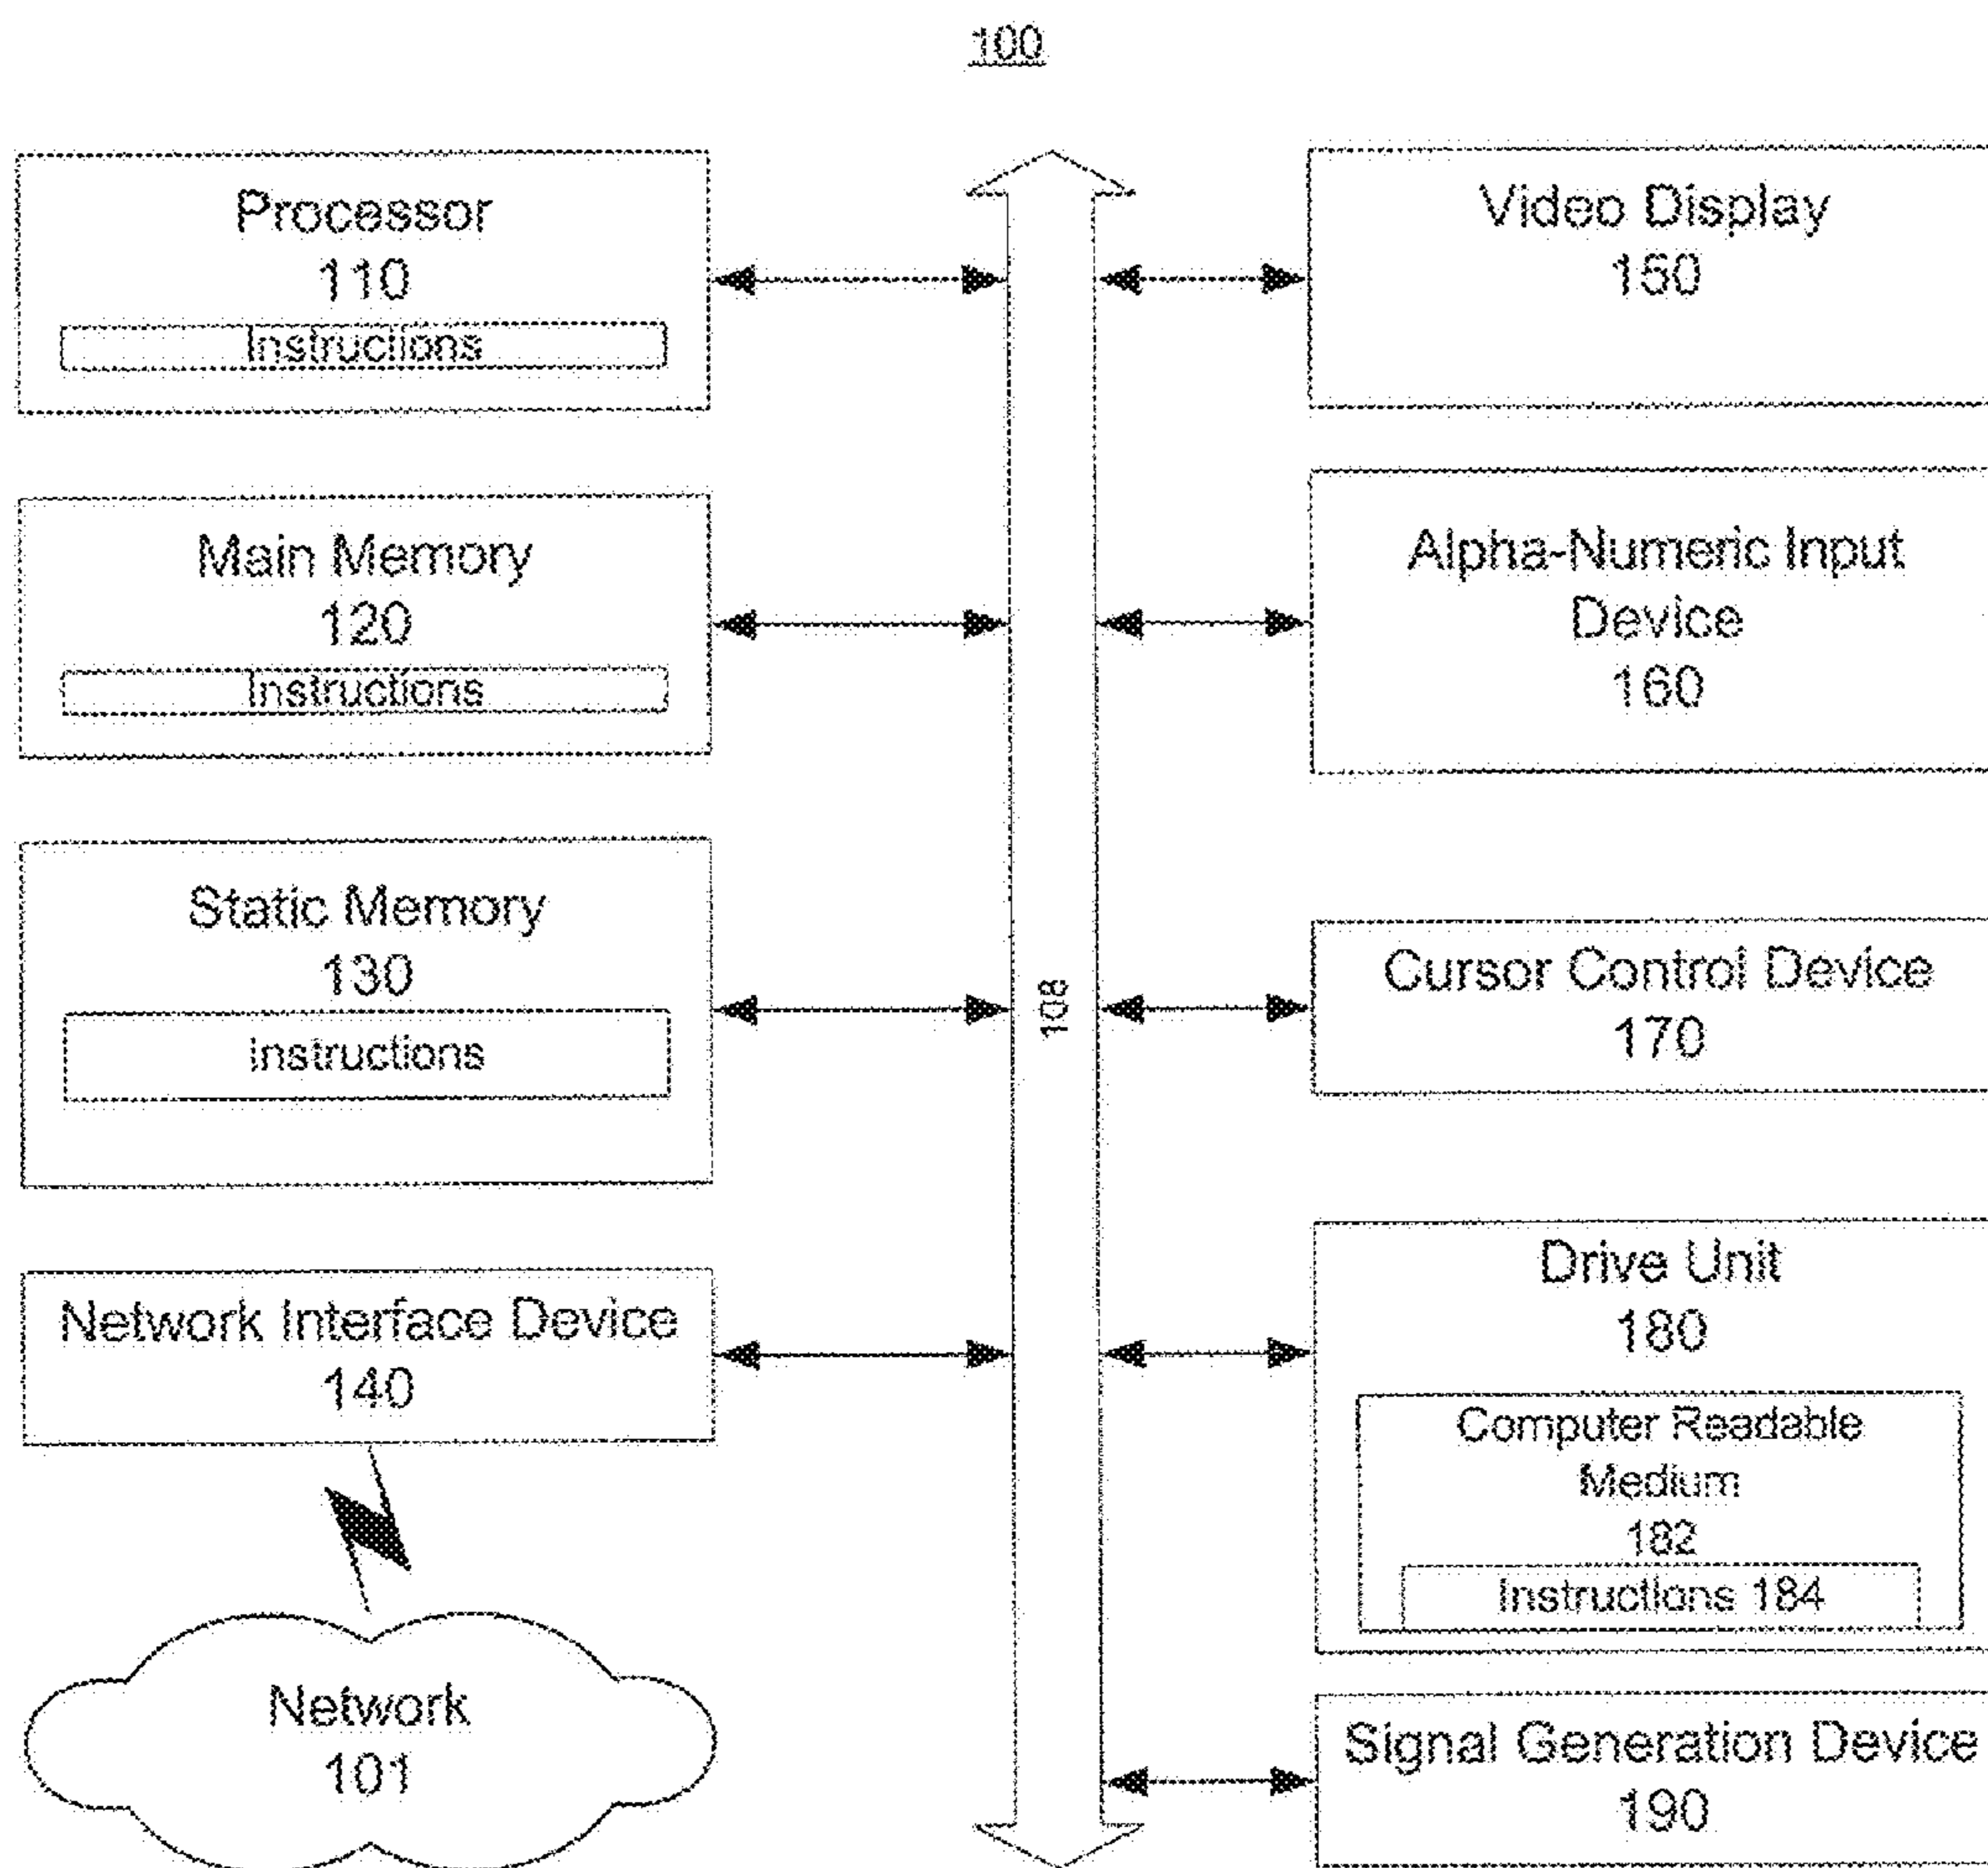 100
Processor
110
Instructions
Main Memory
120
Instructions
Static Memory
130
Instructions
Network Interface Device
140
Network
101
108
Video Display
150
Alpha-Numeric Input
Device
160
Cursor Control Device
170
Drive Unit
180
Computer Readable
Medium
182
Instructions 184
Signal Generation Device
190